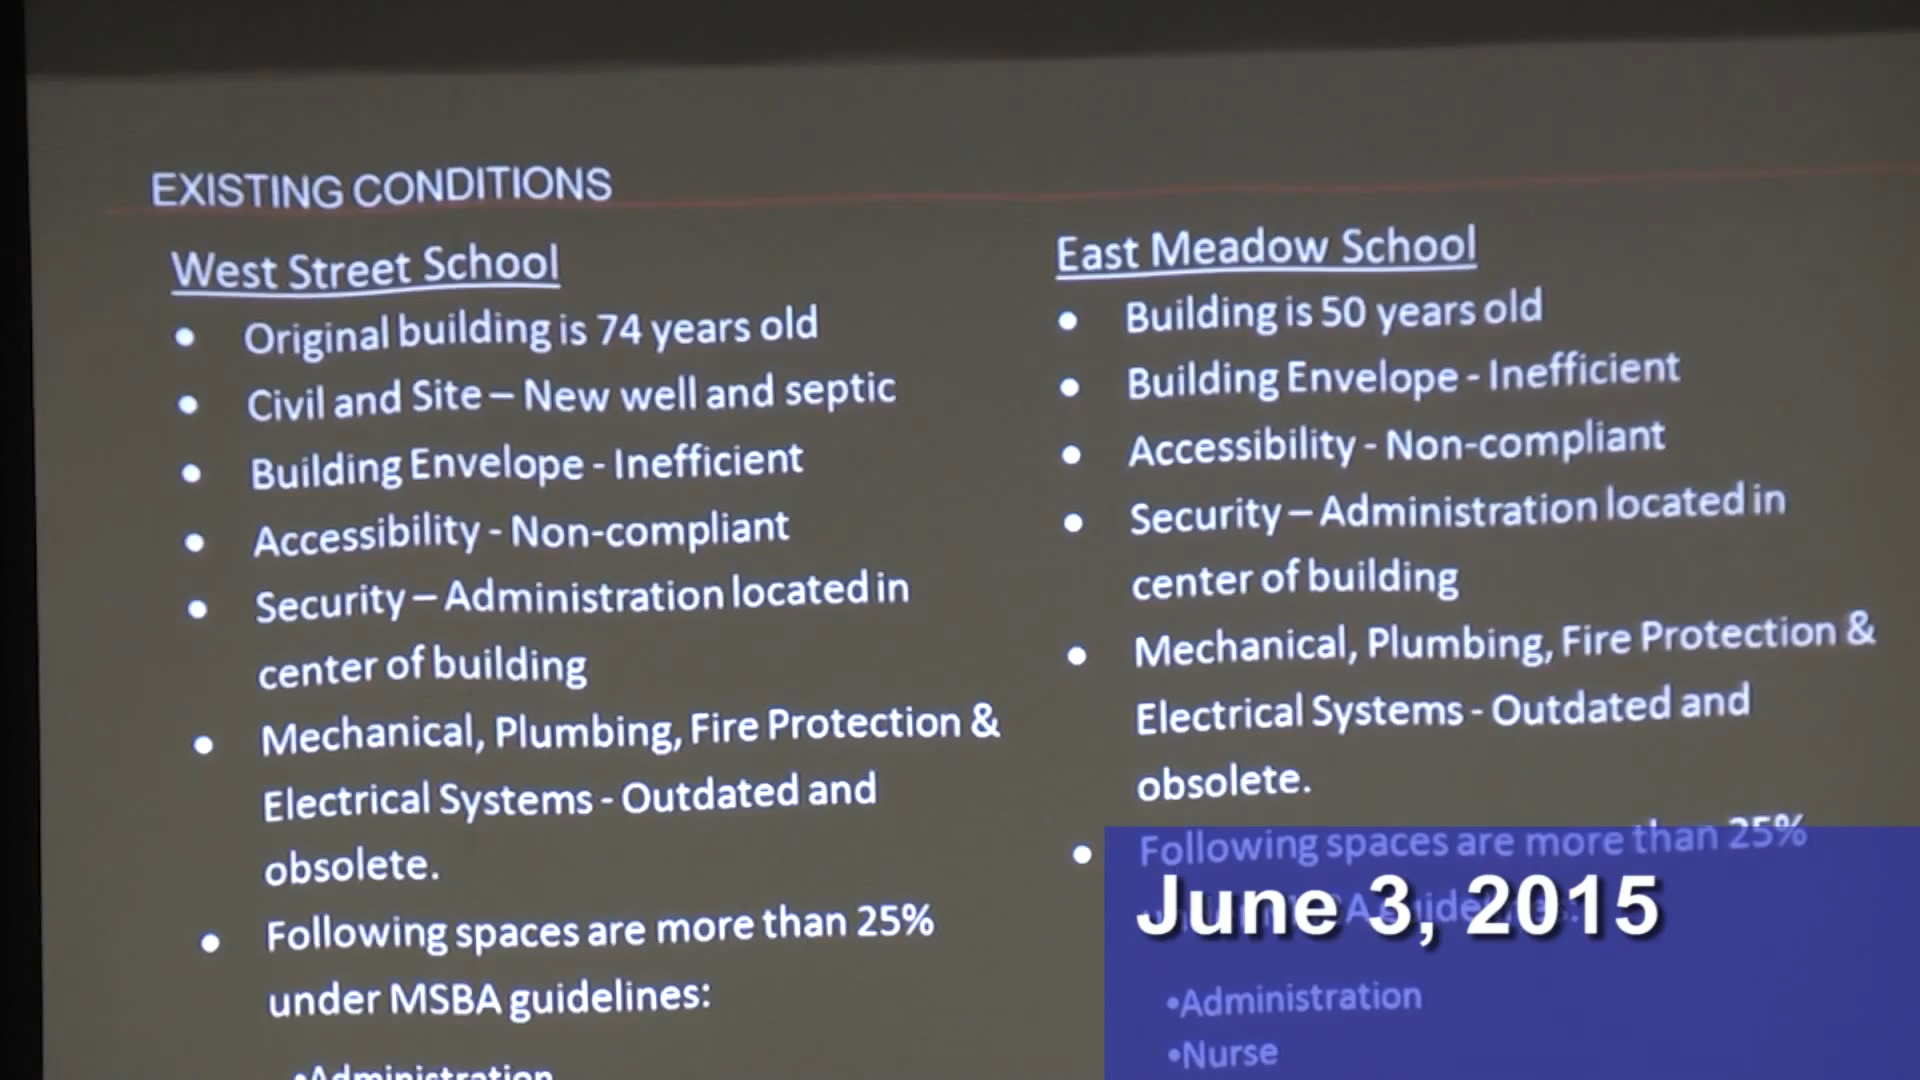 EXISTING CONDITIONS
West Street School
• Original building is 74 years old
• Civil and Site – New well and septic
• Building Envelope - Inefficient
• Accessibility - Non-compliant
• Security – Administration located in
center of building
• Mechanical, Plumbing, Fire Protection &
Electrical Systems - Outdated and
obsolete.
• Following spaces are more than 25%
under MSBA guidelines:
•Administration
East Meadow School
• Building is 50 years old
• Building Envelope - Inefficient
• Accessibility - Non-compliant
• Security – Administration located in
center of building
• Mechanical, Plumbing, Fire Protection &
Electrical Systems - Outdated and
obsolete.
• Following spaces are more than 25%
June 3, 2015
•Administration
•Nurse